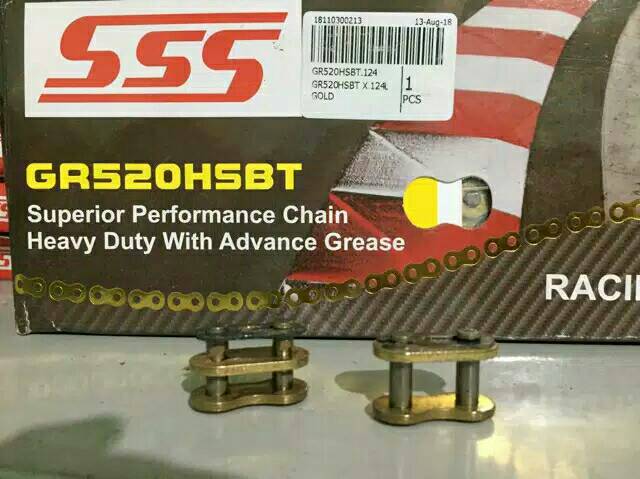 SSS
18110300213 13-Aug-18
GR520HSBT.124
GR520HSBT X 124L
GOLD
1
PCS
GR520HSBT
Superior Performance Chain
Heavy Duty With Advance Grease
RACI